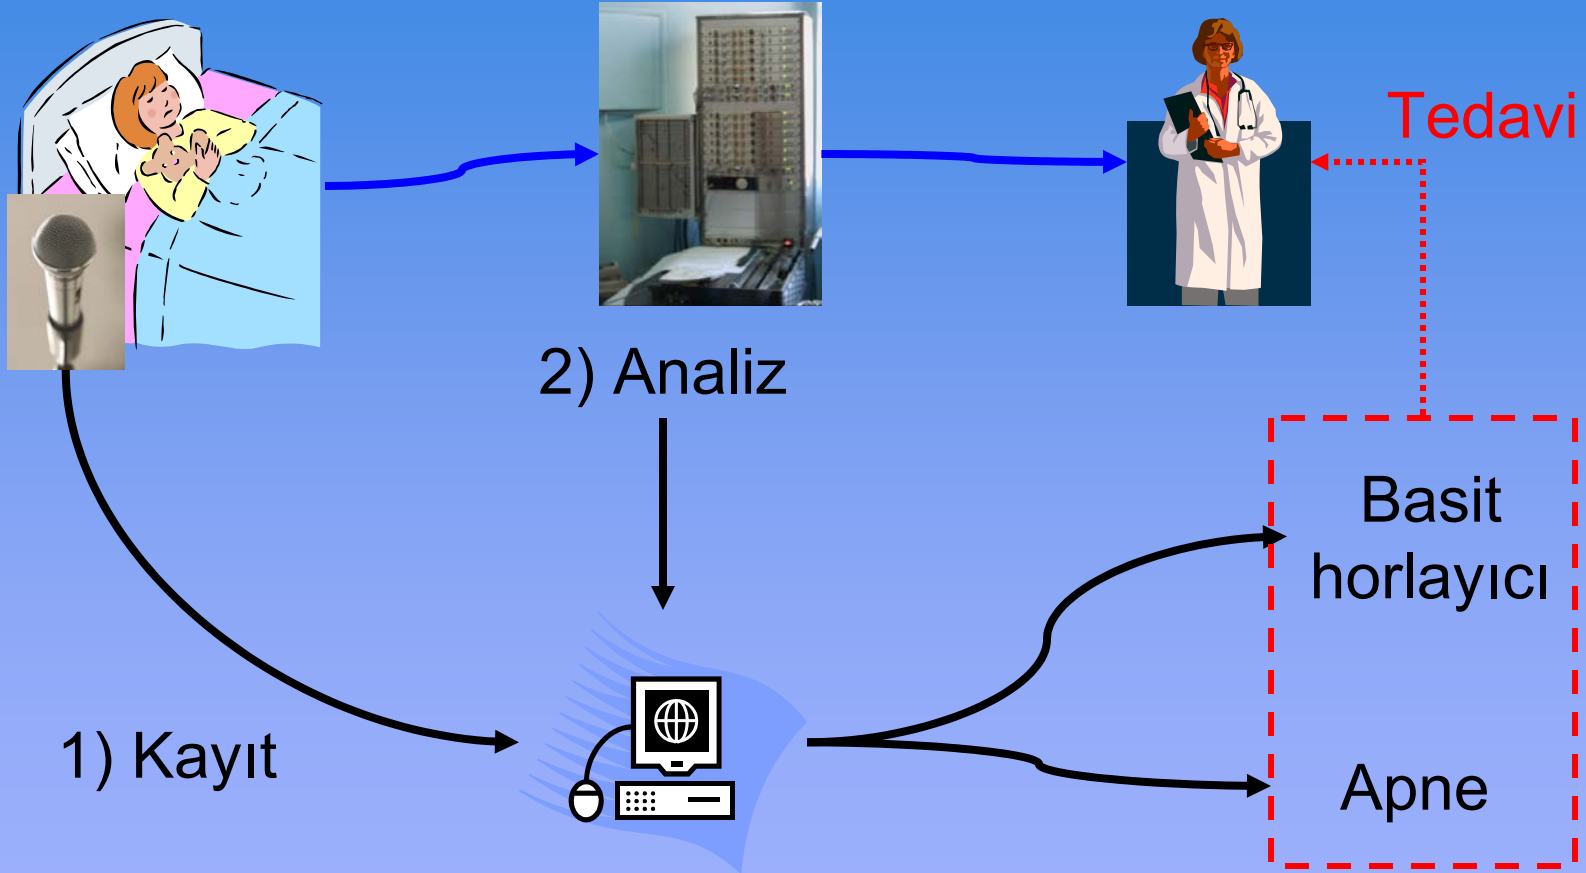 Tedavi
2) Analiz
Basit
horlayıcı
1) Kayıt
Apne